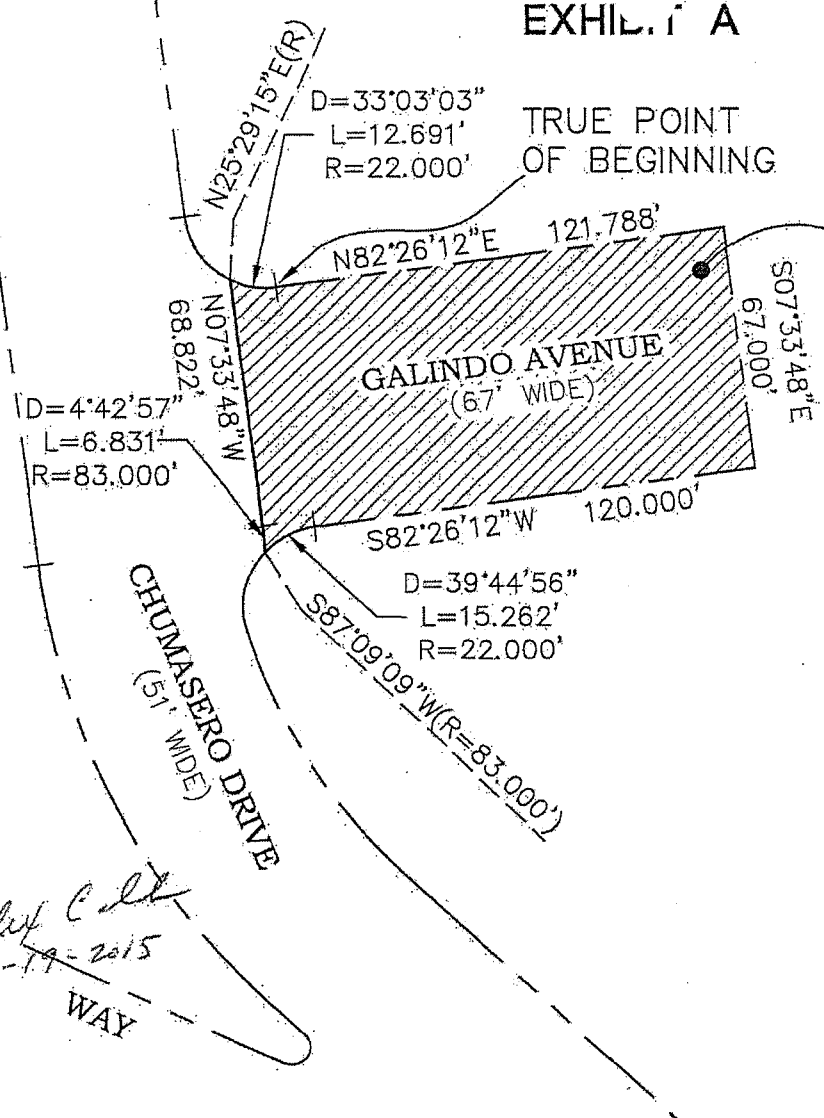 EXHIBIT A
N25°29'15"E(R)
D=33°03'03"
L=12.691'
R=22.000'
TRUE POINT
OF BEGINNING
N82°26'12"E 121.788'
S07°33'48"E
67.000'
N07°33'48"W
68.822'
GALINDO AVENUE
(67' WIDE)
D=4°42'57"
L=6.831'
R=83.000'
S82°26'12"W 120.000'
D=39°44'56"
L=15.262'
R=22.000'
S87°09'09"W(R=83.000')
CHUMASERO DRIVE
(51' WIDE)
-19-2015
WAY